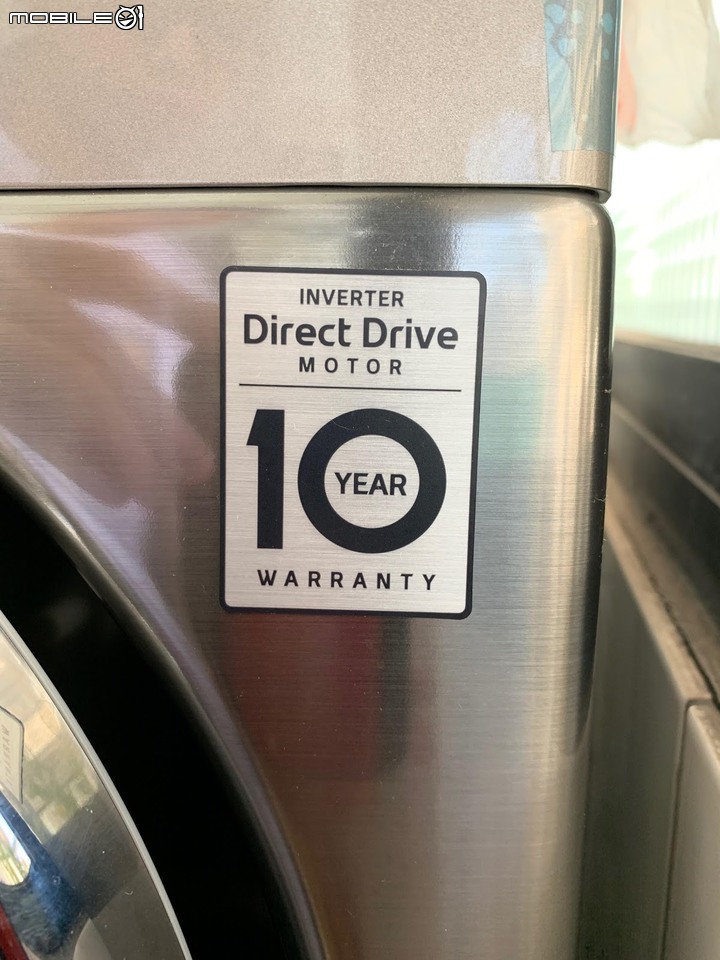 MOBILE01
INVERTER
Direct Drive
MOTOR
10
YEAR
WARRANTY